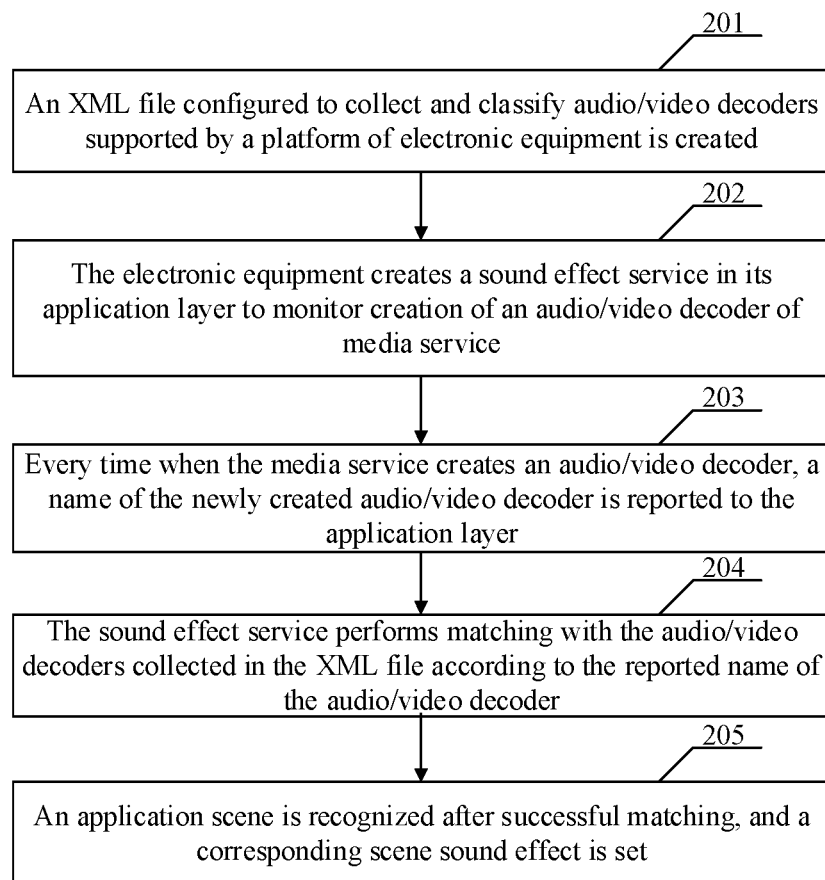 201
An XML file configured to collect and classify audio/video decoders
supported by a platform of electronic equipment is created
202
The electronic equipment creates a sound effect service in its
application layer to monitor creation of an audio/video decoder of
media service
203
Every time when the media service creates an audio/video decoder, a
name of the newly created audio/video decoder is reported to the
application layer
204
The sound effect service performs matching with the audio/video
decoders collected in the XML file according to the reported name of
the audio/video decoder
205
An application scene is recognized after successful matching, and a
corresponding scene sound effect is set